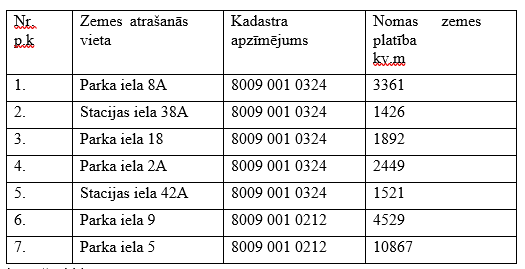 Nr. p.k | Zemes atrašanās vieta | Kadastra apzīmējums | Nomas zemes platība kv.m
1. | Parka iela 8A | 8009 001 0324 | 3361
2. | Stacijas iela 38A | 8009 001 0324 | 1426
3. | Parka iela 18 | 8009 001 0324 | 1892
4. | Parka iela 2A | 8009 001 0324 | 2449
5. | Stacijas iela 42A | 8009 001 0324 | 1521
6. | Parka iela 9 | 8009 001 0212 | 4529
7. | Parka iela 5 | 8009 001 0212 | 10867